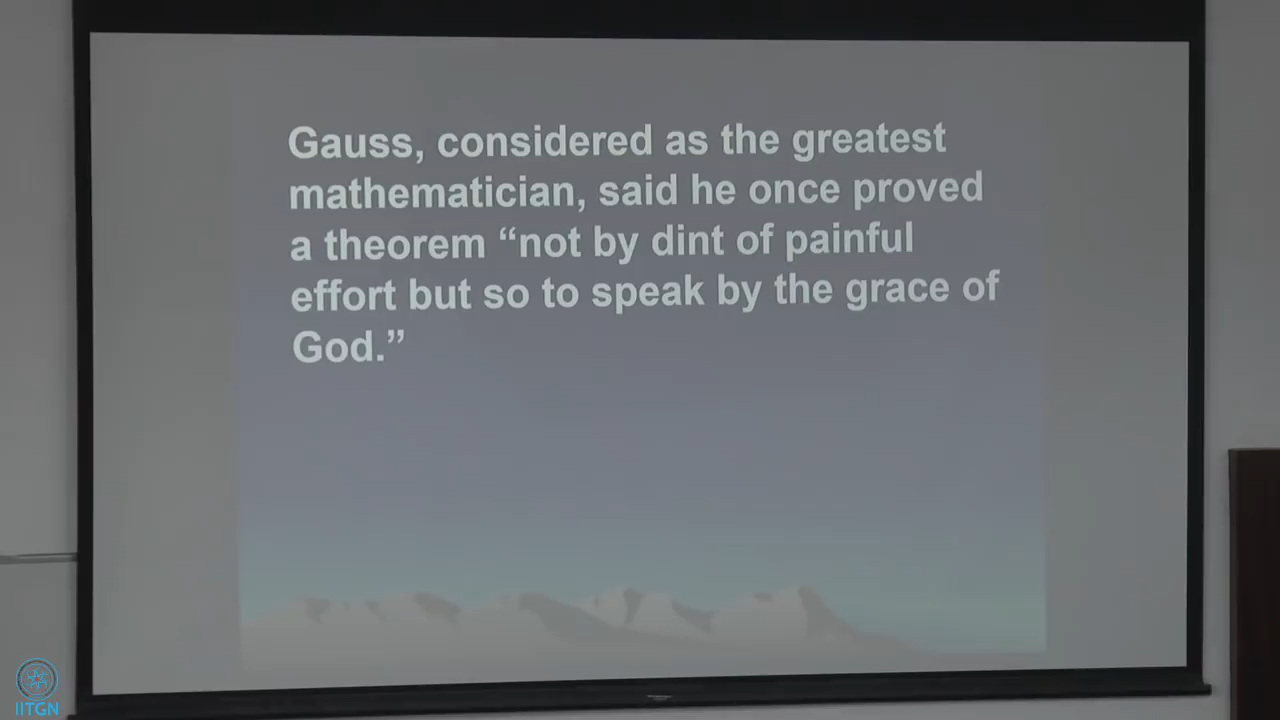 Gauss, considered as the greatest
mathematician, said he once proved
a theorem “not by dint of painful
effort but so to speak by the grace of
God.”
IITGN